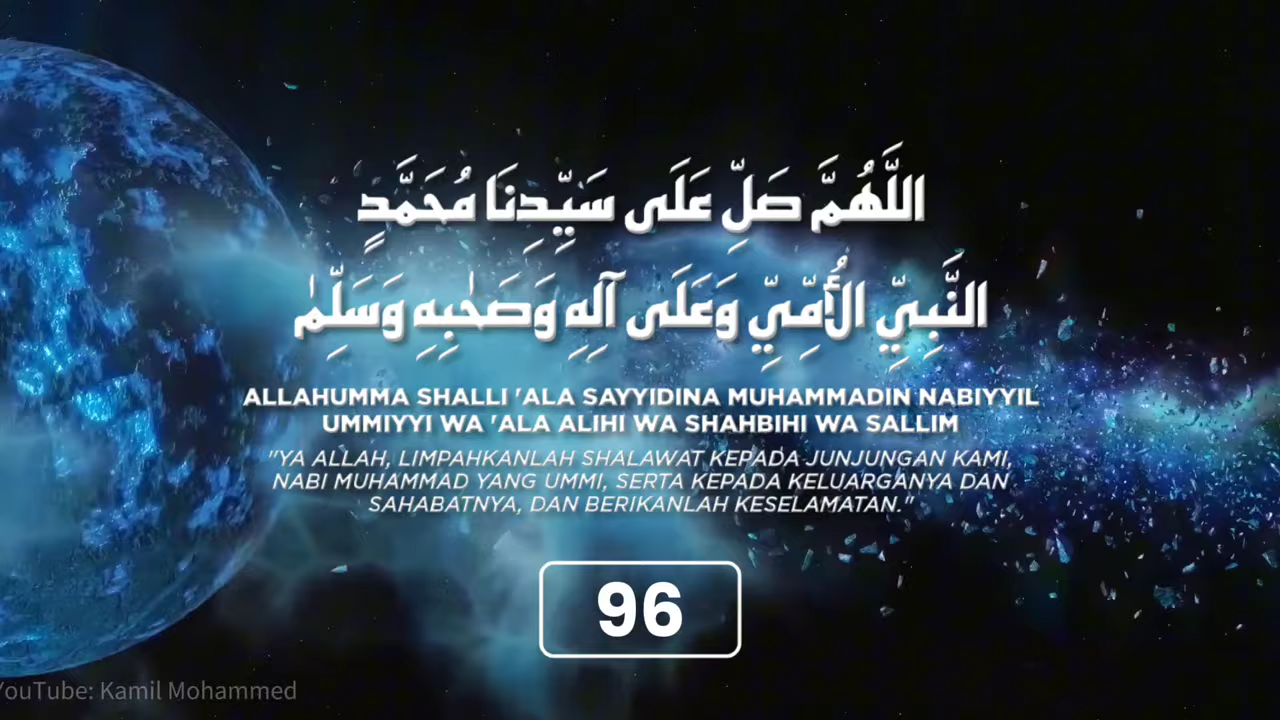 اللَّهُمَّ صَلِّ عَلَى سَيِّدِنَا مُحَمَّدٍ
النَّبِيِّ الأُمِّيِّ وَعَلَى آلِهِ وَصَحْبِهِ وَسَلِّمْ
ALLAHUMMA SHALLI 'ALA SAYYIDINA MUHAMMADIN NABIYYIL
UMMIYYI WA 'ALA ALIHI WA SHAHBIHI WA SALLIM
"YA ALLAH, LIMPAHKANLAH SHALAWAT KEPADA JUNJUNGAN KAMI,
NABI MUHAMMAD YANG UMMI, SERTA KEPADA KELUARGANYA DAN
SAHABATNYA, DAN BERIKANLAH KESELAMATAN."
96
YouTube: Kamil Mohammed